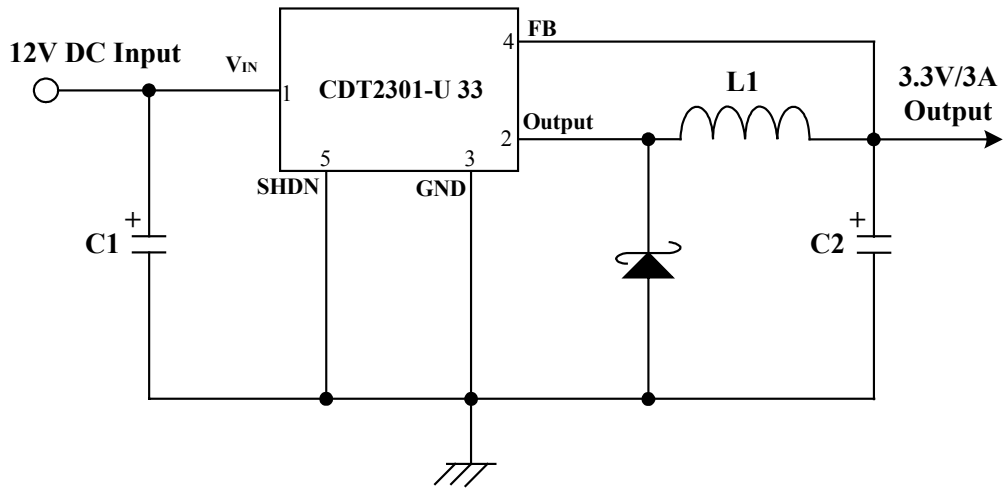 FB
4
12V DC Input
VIN
1
CDT2301-U 33
L1
3.3V/3A
Output
Output
2
5
3
SHDN
GND
+
C1
+
C2